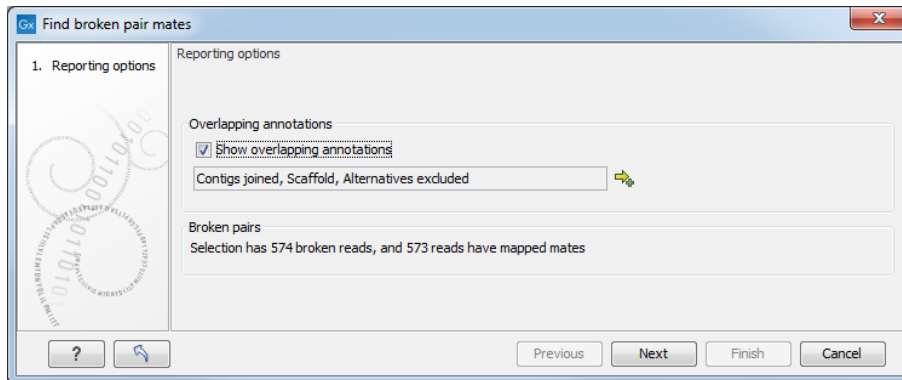 Gx Find broken pair mates
X
1. Reporting options
Reporting options
Overlapping annotations
Show overlapping annotations
Contigs joined, Scaffold, Alternatives excluded
Broken pairs
Selection has 574 broken reads, and 573 reads have mapped mates
?
Previous
Next
Finish
Cancel